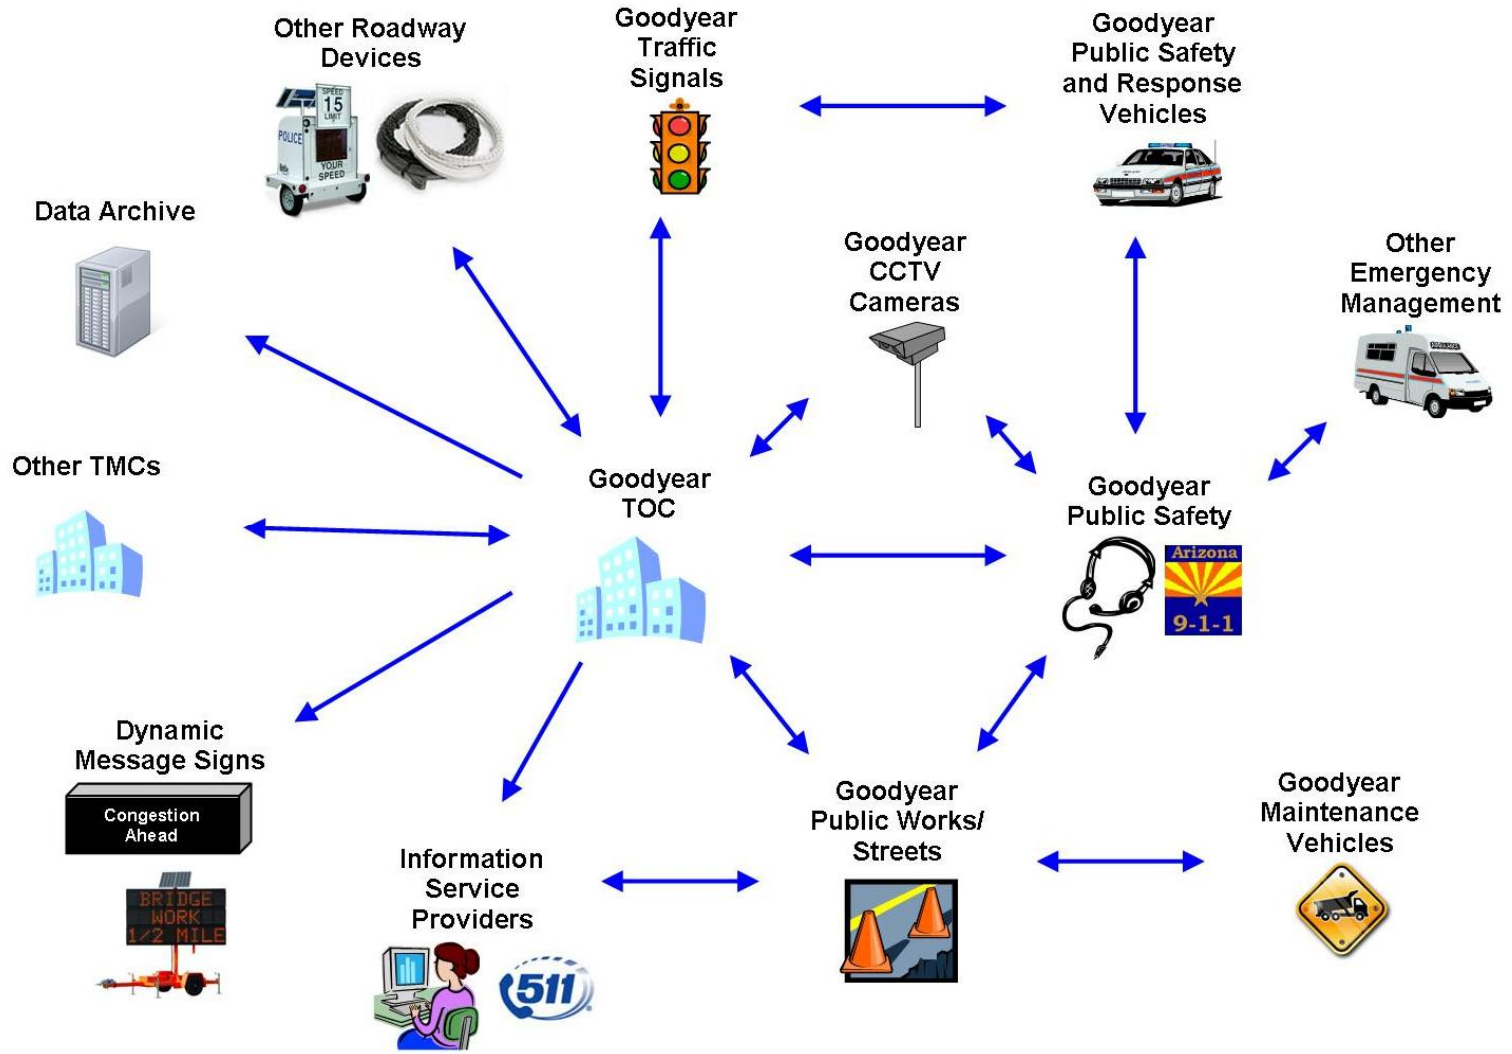 Other Roadway
Devices
SPEED
15
LIMIT
POLICE
YOUR
SPEED
Goodyear
Traffic
Signals
Goodyear
Public Safety
and Response
Vehicles
Data Archive
Goodyear
CCTV
Cameras
Other
Emergency
Management
Other TMCs
Goodyear
TOC
Goodyear
Public Safety
Arizona
9-1-1
Dynamic
Message Signs
Congestion
Ahead
BRIDGE
WORK
1/2 MILE
Information
Service
Providers
511
Goodyear
Public Works/
Streets
Goodyear
Maintenance
Vehicles